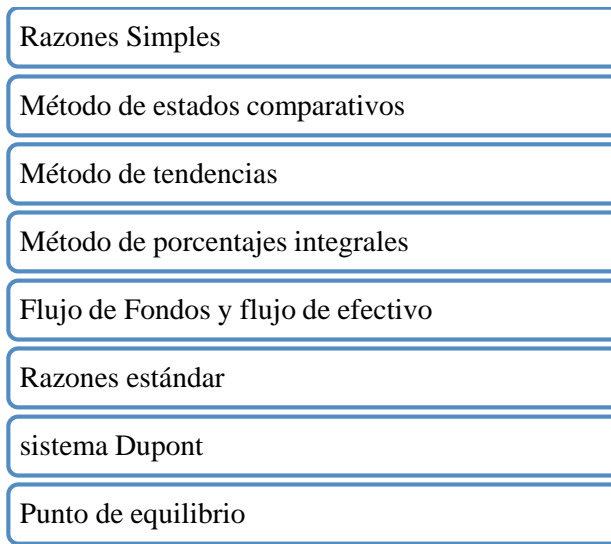 Razones Simples
Método de estados comparativos
Método de tendencias
Método de porcentajes integrales
Flujo de Fondos y flujo de efectivo
Razones estándar
sistema Dupont
Punto de equilibrio